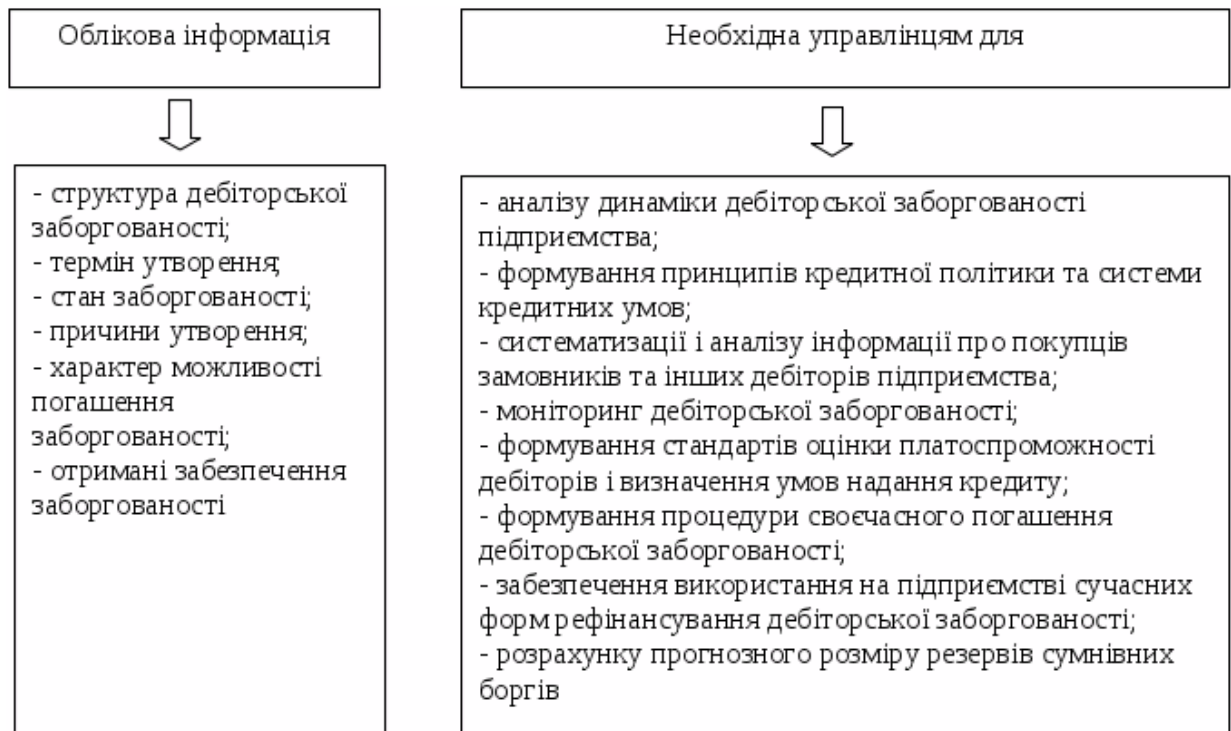 Облікова інформація
Необхідна управлінцям для
- структура дебіторської
заборгованості;
- термін утворення;
- стан заборгованості;
- причини утворення;
- характер можливості
погашення
заборгованості;
- отримані забезпечення
заборгованості
- аналізу динаміки дебіторської заборгованості
підприємства;
- формування принципів кредитної політики та системи
кредитних умов;
- систематизації і аналізу інформації про покупців
замовників та інших дебіторів підприємства;
- моніторинг дебіторської заборгованості;
- формування стандартів оцінки платоспроможності
дебіторів і визначення умов надання кредиту;
- формування процедури своєчасного погашення
дебіторської заборгованості;
- забезпечення використання на підприємстві сучасних
форм рефінансування дебіторської заборгованості;
- розрахунку прогнозного розміру резервів сумнівних
боргів